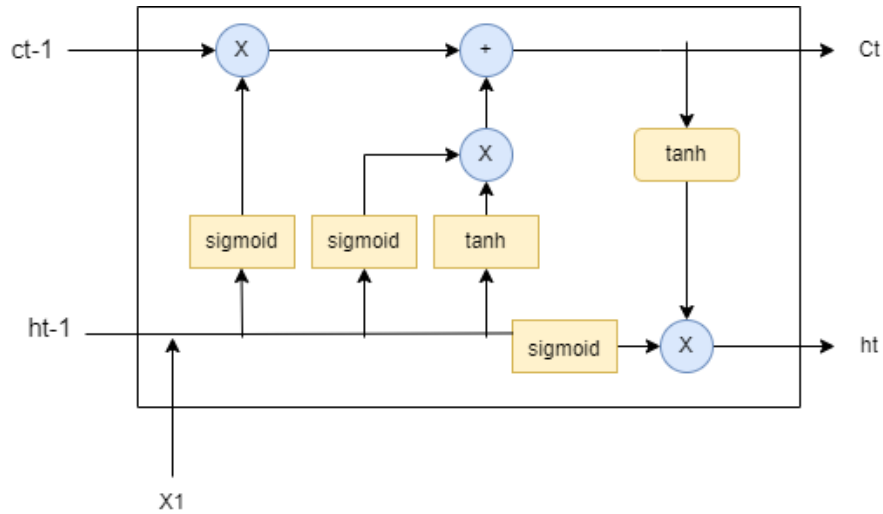 ct-1
X
+
Ct
X
tanh
sigmoid
sigmoid
tanh
ht-1
sigmoid
X
ht
X1